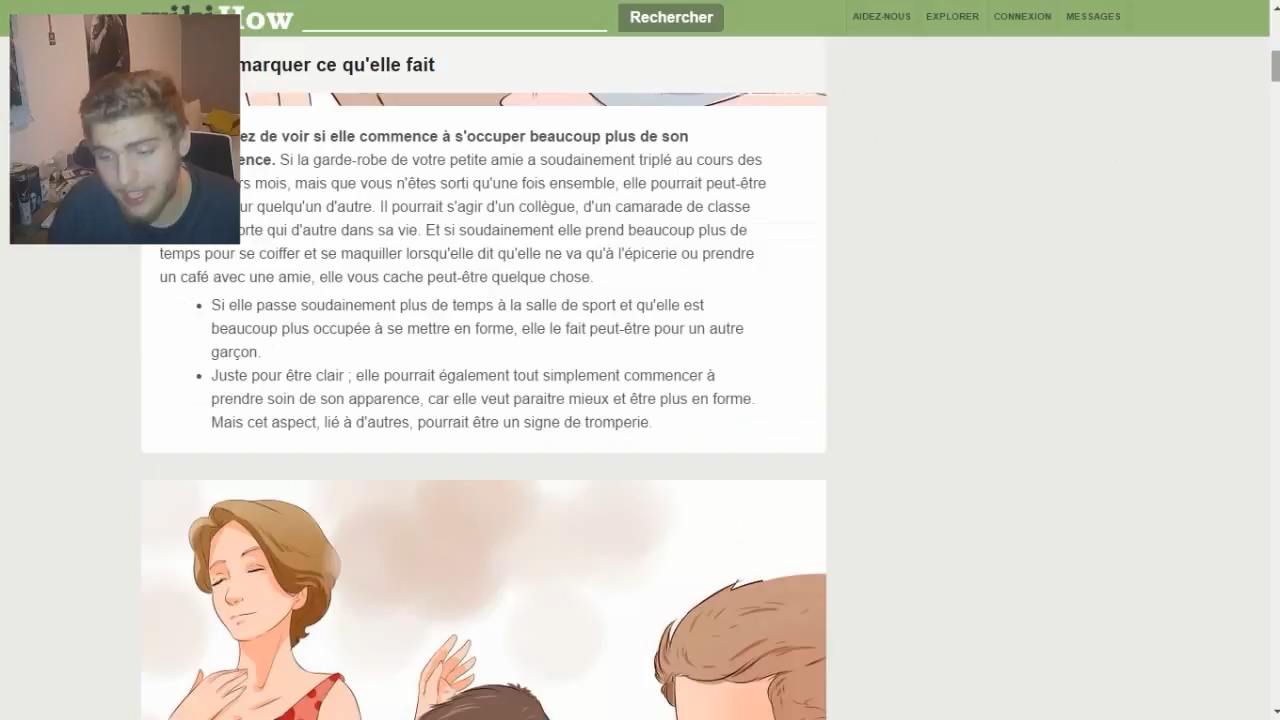 How
Rechercher
AIDEZ-NOUS EXPLORER CONNEXION MESSAGES
marquer ce qu'elle fait
ez de voir si elle commence à s'occuper beaucoup plus de son
ence. Si la garde-robe de votre petite amie a soudainement triplé au cours des
rs mois, mais que vous n'êtes sorti qu'une fois ensemble, elle pourrait peut-être
ur quelqu'un d'autre. Il pourrait s'agir d'un collègue, d'un camarade de classe
orte qui d'autre dans sa vie. Et si soudainement elle prend beaucoup plus de
temps pour se coiffer et se maquiller lorsqu'elle dit qu'elle ne va qu'à l'épicerie ou prendre
un café avec une amie, elle vous cache peut-être quelque chose.
• Si elle passe soudainement plus de temps à la salle de sport et qu'elle est
beaucoup plus occupée à se mettre en forme, elle le fait peut-être pour un autre
garçon.
• Juste pour être clair ; elle pourrait également tout simplement commencer à
prendre soin de son apparence, car elle veut paraitre mieux et être plus en forme.
Mais cet aspect, lié à d'autres, pourrait être un signe de tromperie.